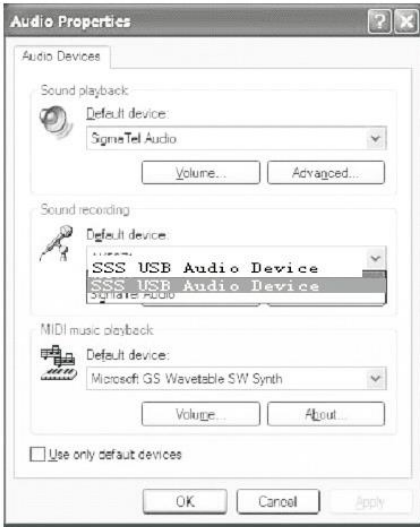 Audio Properties
Audio Devices
Sound playback
Default device:
SigmaTel Audio
Volume...
Advanced...
Sound recording
Default device:
SSS USB Audio Device
SSS USB Audio Device
SigmaTel Audio
MIDI music playback
Default device:
Microsoft GS Wavetable SW Synth
Volume...
About...
Use only default devices
OK
Cancel
Apply